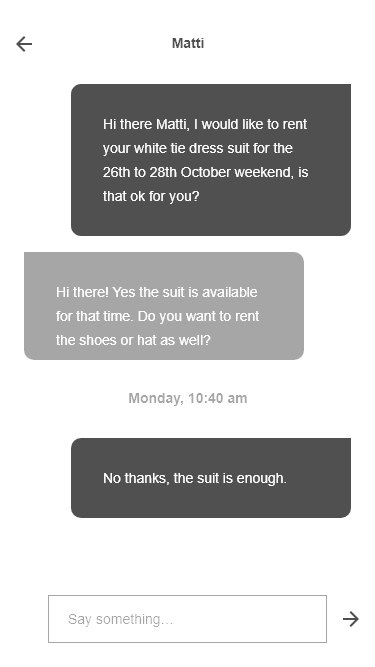 Matti
Hi there Matti, I would like to rent
your white tie dress suit for the
26th to 28th October weekend, is
that ok for you?
Hi there! Yes the suit is available
for that time. Do you want to rent
the shoes or hat as well?
Monday, 10:40 am
No thanks, the suit is enough.
Say something...